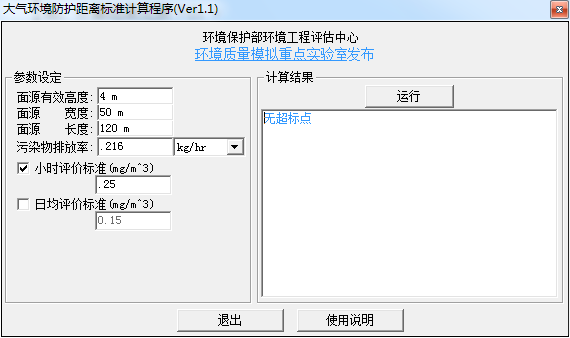 大气环境防护距离标准计算程序(Ver1.1)
环境保护部环境工程评估中心
环境质量模拟重点实验室发布
参数设定
面源有效高度: 4 m
面源 宽度: 50 m
面源 长度: 120 m
污染物排放率: .216 kg/hr
小时评价标准(mg/m^3)
.25
日均评价标准(mg/m^3)
0.15
计算结果
运行
无超标点
退出 使用说明